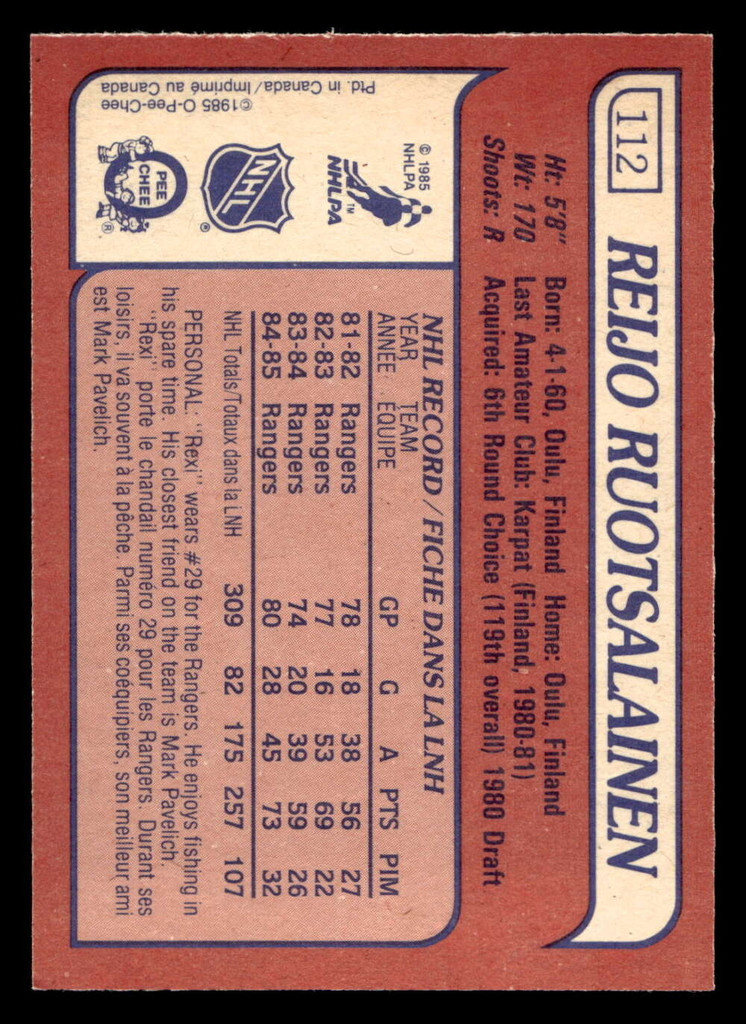 112
REIJO RUOTSALAINEN
Ht: 5'8" Born: 4-1-60, Oulu, Finland Home: Oulu, Finland
Wt: 170 Last Amateur Club: Karpat (Finland, 1980-81)
Shoots: R Acquired: 6th Round Choice (119th overall) 1980 Draft
© 1985
NHLPA
NHLPA
TM
NHL
®
PEE
CHEE
®
©1985 O-Pee-Chee
Ptd. in Canada/Imprimé au Canada
NHL RECORD/FICHE DANS LA LNH
YEAR TEAM
ANNÉE ÉQUIPE GP G A PTS PIM
81-82 Rangers 78 18 38 56 27
82-83 Rangers 77 16 53 69 22
83-84 Rangers 74 20 39 59 26
84-85 Rangers 80 28 45 73 32
NHL Totals/Totaux dans la LNH 309 82 175 257 107
PERSONAL: "Rexi" wears #29 for the Rangers. He enjoys fishing in
his spare time. His closest friend on the team is Mark Pavelich.
"Rexi" porte le chandail numéro 29 pour les Rangers. Durant ses
loisirs, il va souvent à la pêche. Parmi ses coéquipiers, son meilleur ami
est Mark Pavelich.